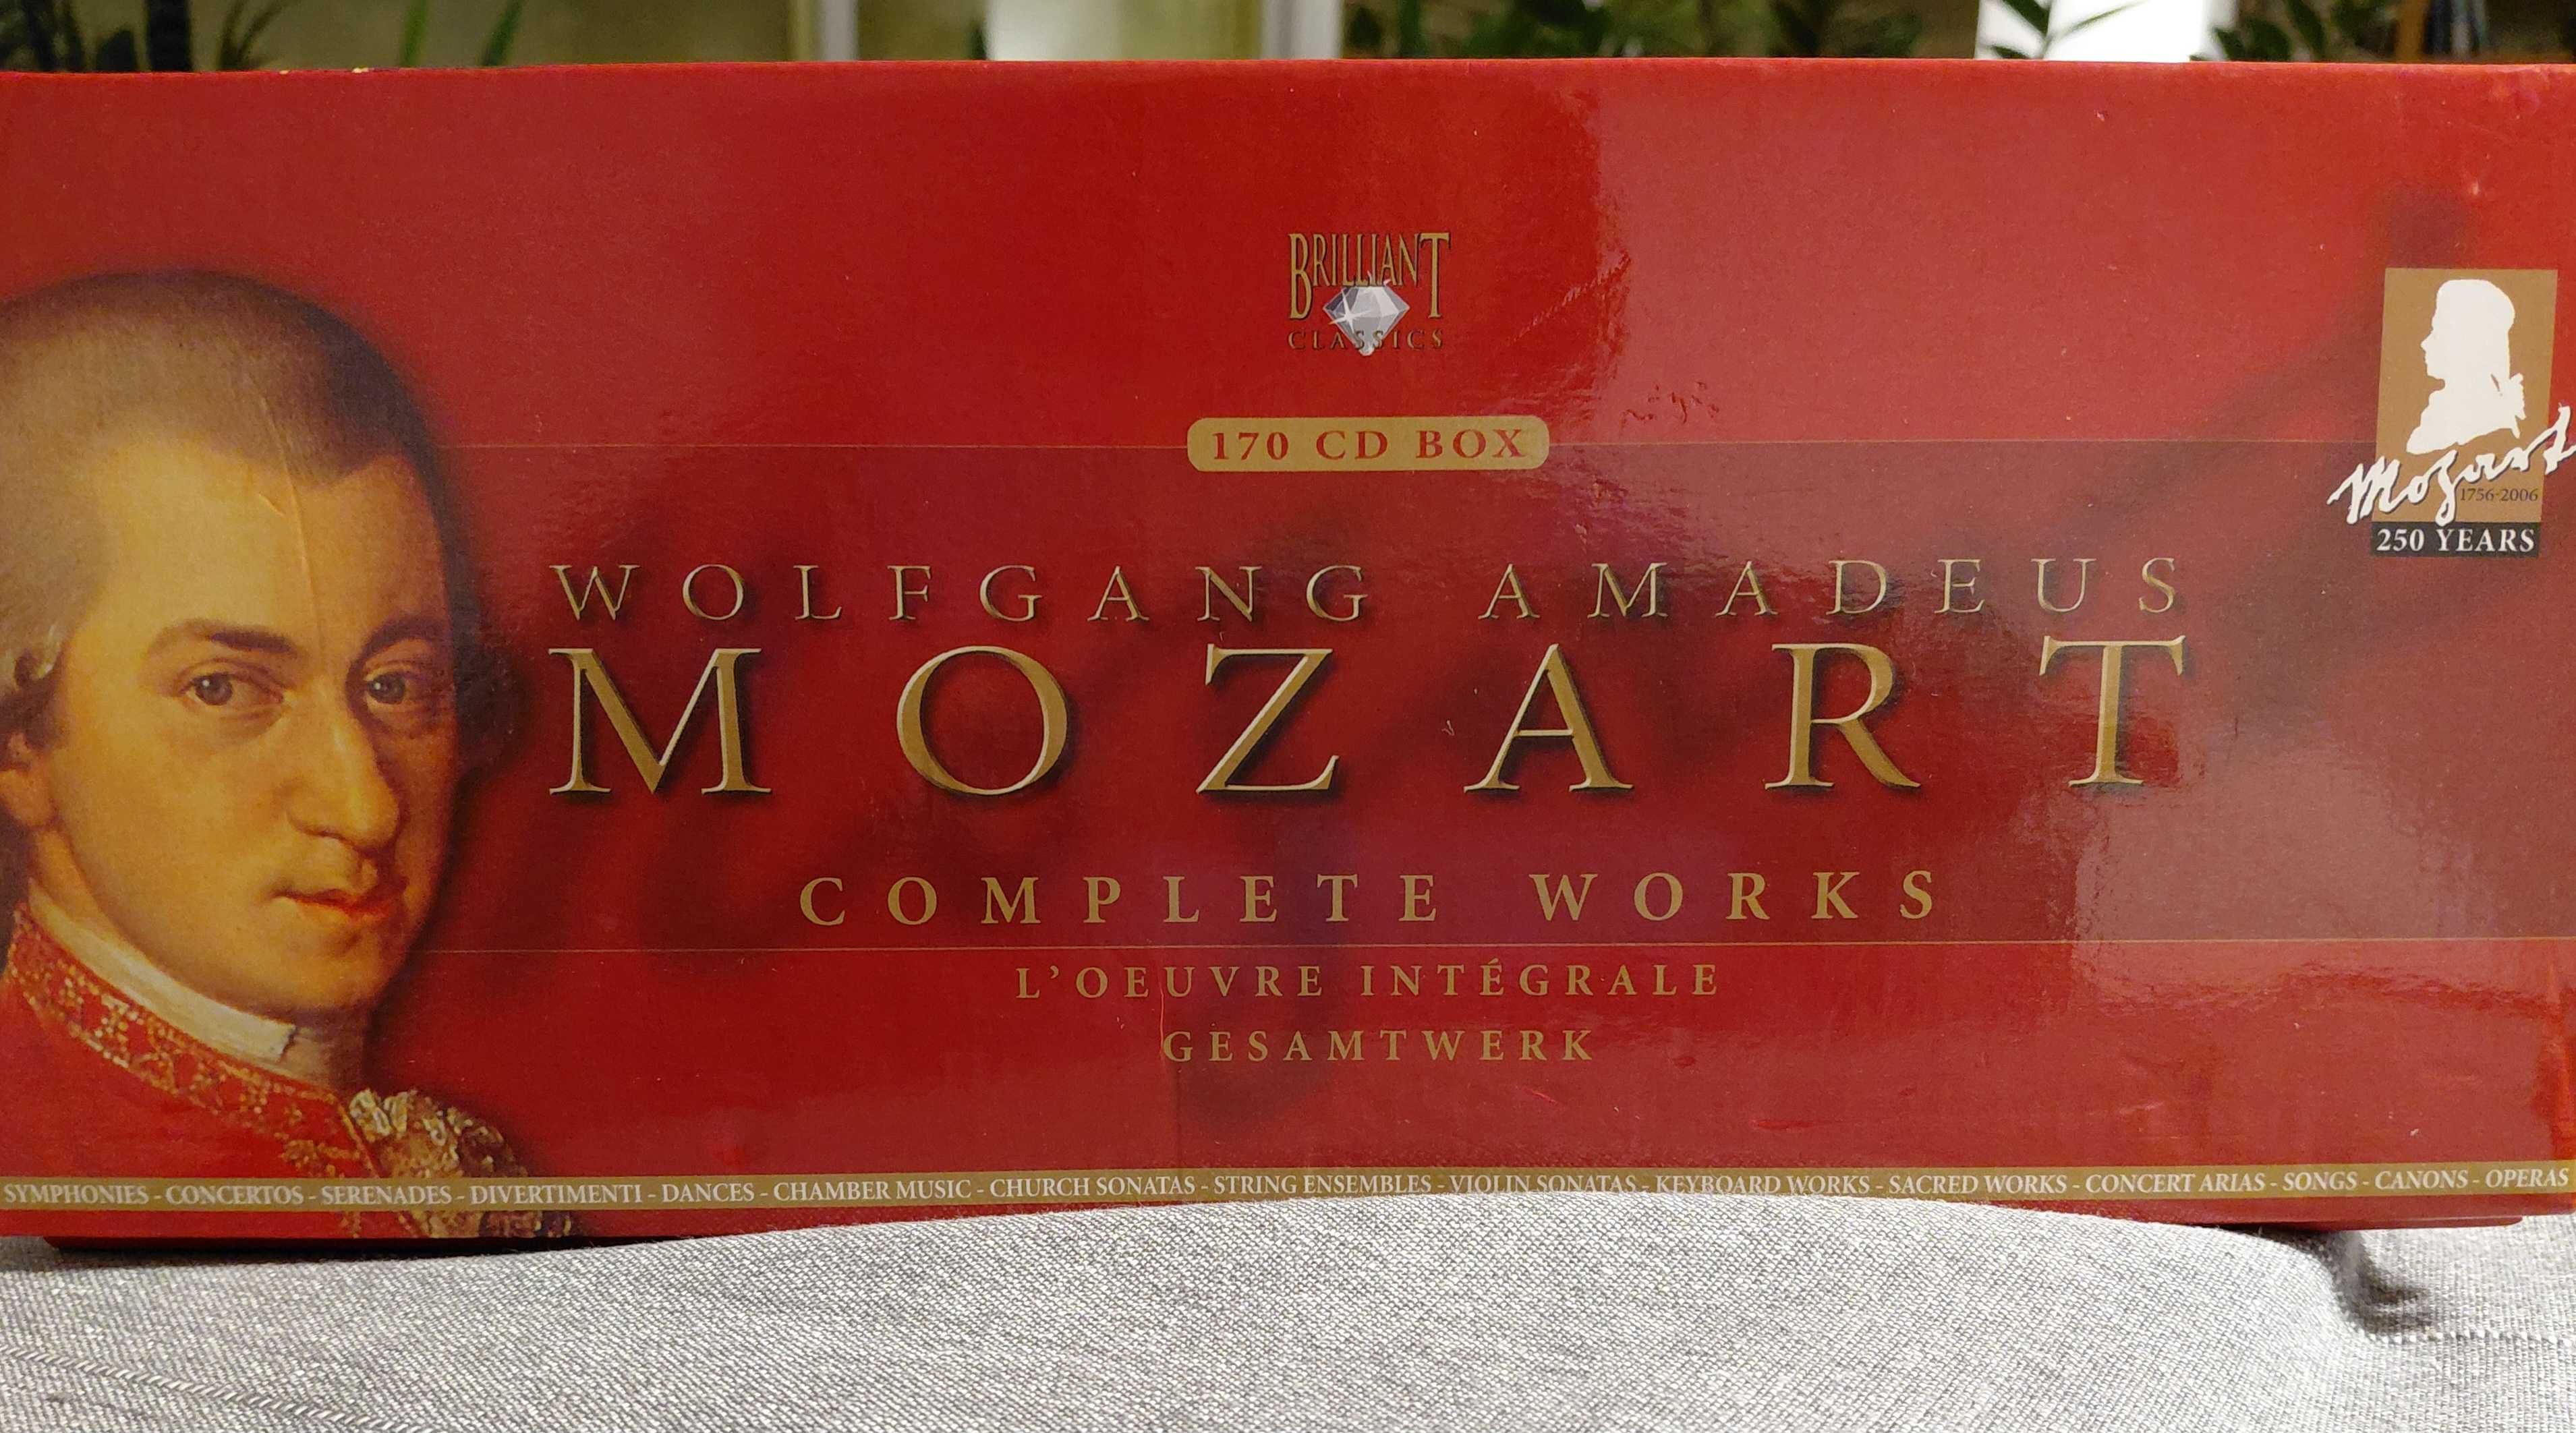 BRILLIANT
CLASSICS
170 CD BOX
Mozart
1756-2006
250 YEARS
WOLFGANG AMADEUS
MOZART
COMPLETE WORKS
L'OEUVRE INTÉGRALE
GESAMTWERK
SYMPHONIES - CONCERTOS - SERENADES - DIVERTIMENTI - DANCES - CHAMBER MUSIC - CHURCH SONATAS - STRING ENSEMBLES - VIOLIN SONATAS - KEYBOARD WORKS - SACRED WORKS - CONCERT ARIAS - SONGS - CANONS - OPERAS